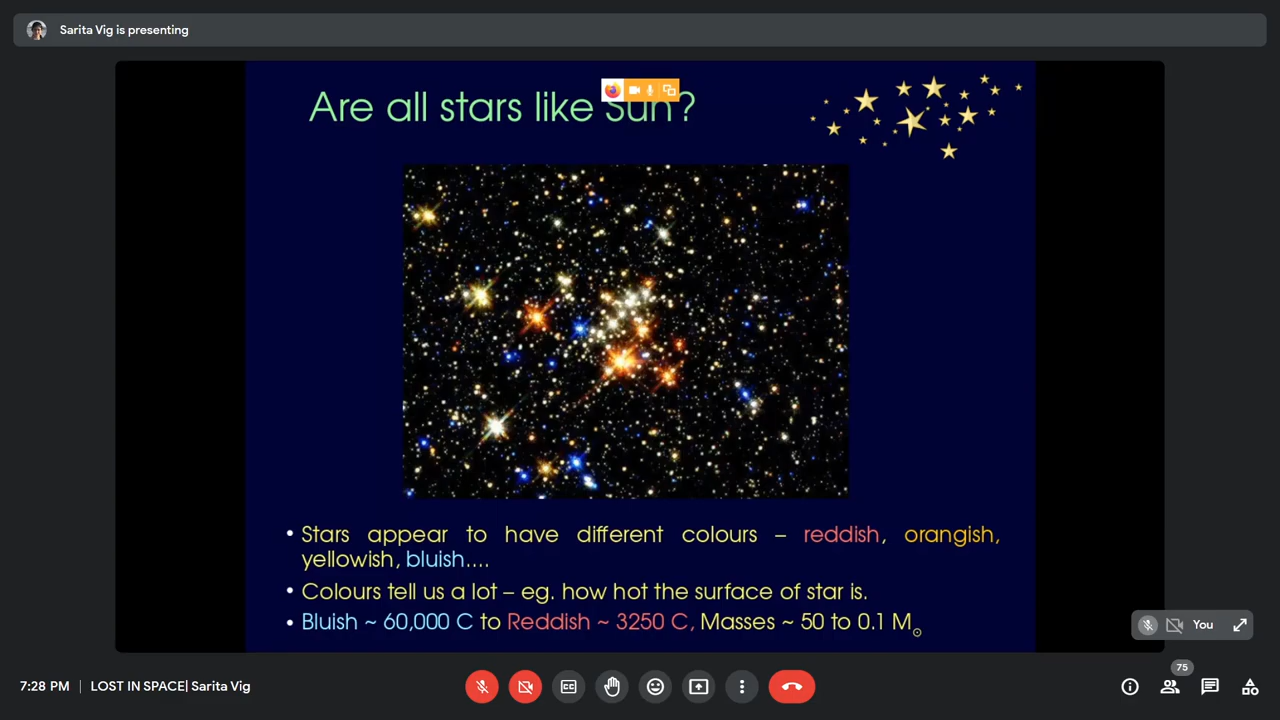 Sarita Vig is presenting
Are all stars like Sun?
• Stars appear to have different colours – reddish, orangish,
yellowish, bluish....
• Colours tell us a lot – eg. how hot the surface of star is.
• Bluish ~ 60,000 C to Reddish ~ 3250 C, Masses ~ 50 to 0.1 M☉
You
75
7:28 PM | LOST IN SPACE| Sarita Vig